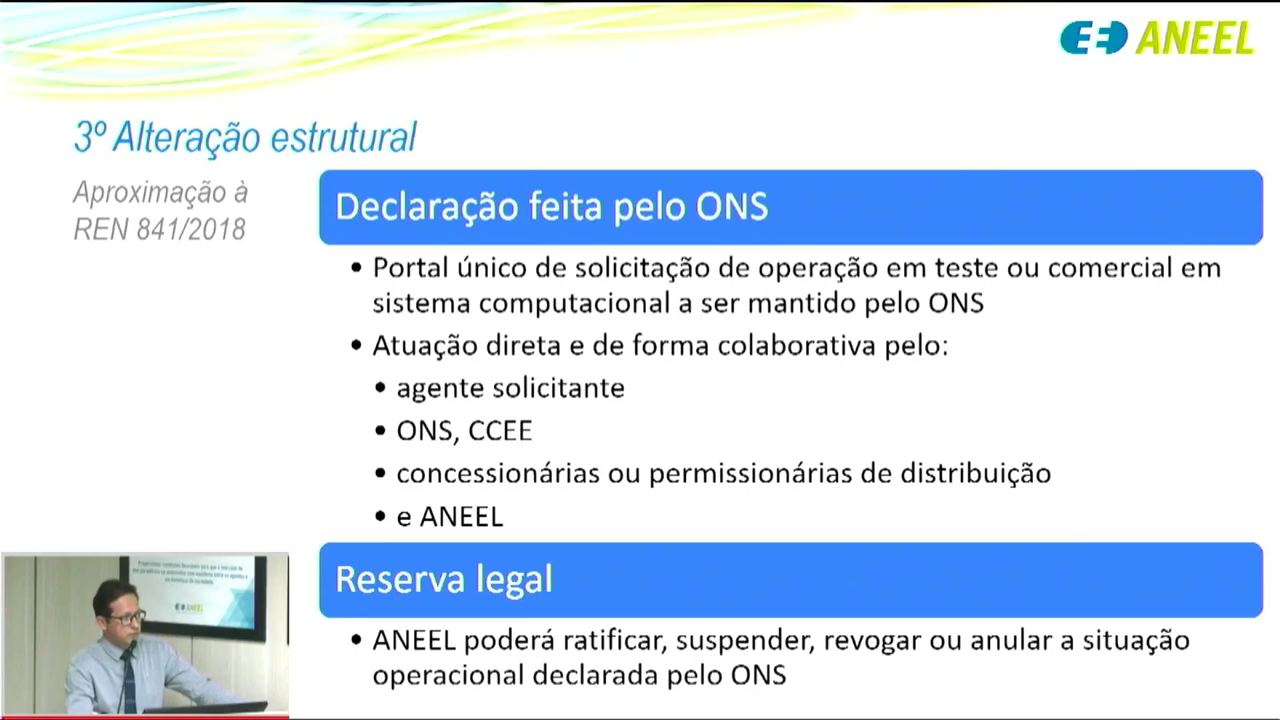 ANEEL
3º Alteração estrutural
Aproximação à
REN 841/2018
Declaração feita pelo ONS
• Portal único de solicitação de operação em teste ou comercial em
sistema computacional a ser mantido pelo ONS
• Atuação direta e de forma colaborativa pelo:
• agente solicitante
• ONS, CCEE
• concessionárias ou permissionárias de distribuição
• e ANEEL
Reserva legal
• ANEEL poderá ratificar, suspender, revogar ou anular a situação
operacional declarada pelo ONS
ANEEL